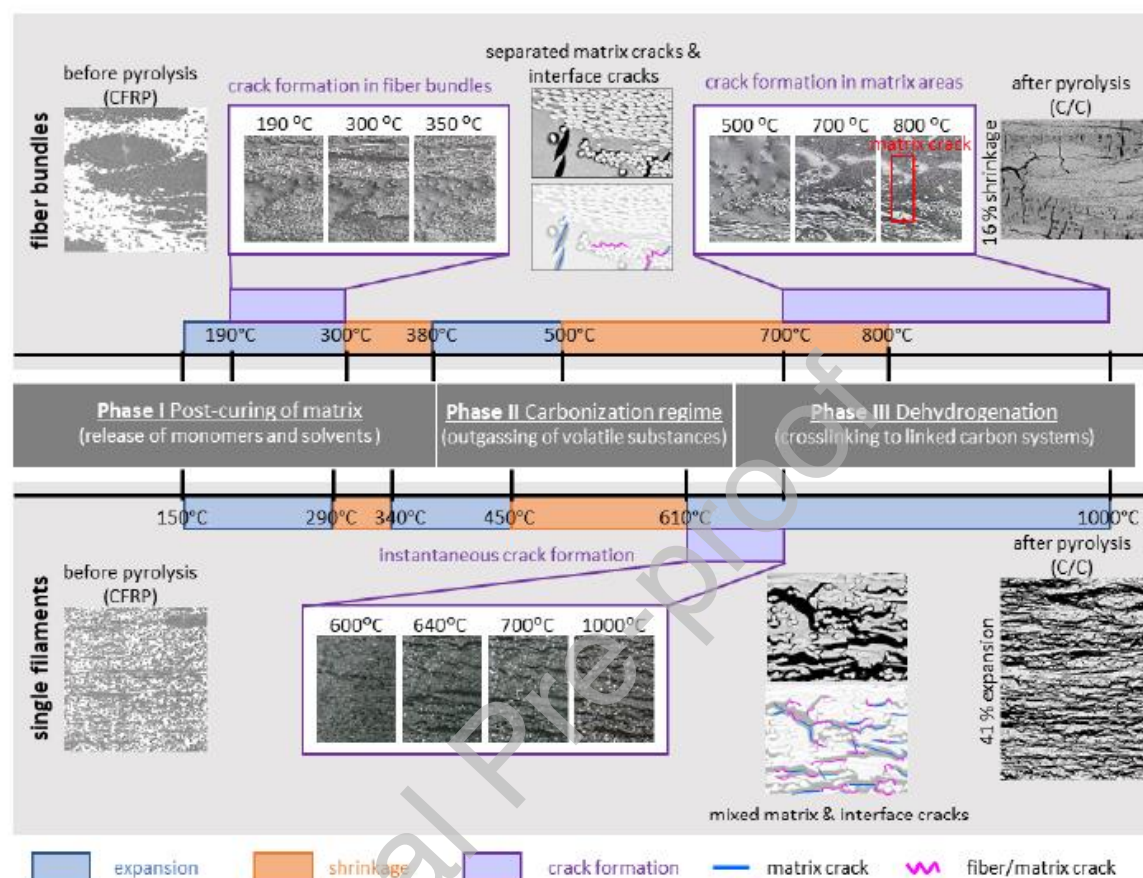 separated matrix cracks &
interface cracks
before pyrolysis
(CFRP)
crack formation in fiber bundles
crack formation in matrix areas
after pyrolysis
(C/C)
190 °C
300 °C
350 °C
500 °C
700 °C
800 °C
matrix crack
fiber bundles
16 % shrinkage
190°C
300°C
380°C
500°C
700°C
800°C
Phase I Post-curing of matrix
(release of monomers and solvents )
Phase II Carbonization regime
(outgassing of volatile substances)
Phase III Dehydrogenation
(crosslinking to linked carbon systems)
150°C
290°C
340°C
450°C
610°C
1000°C
instantaneous crack formation
before pyrolysis
(CFRP)
after pyrolysis
(C/C)
600°C
640°C
700°C
1000°C
single filaments
41 % expansion
mixed matrix & interface cracks
expansion
shrinkage
crack formation
matrix crack
fiber/matrix crack
al Pre-proof